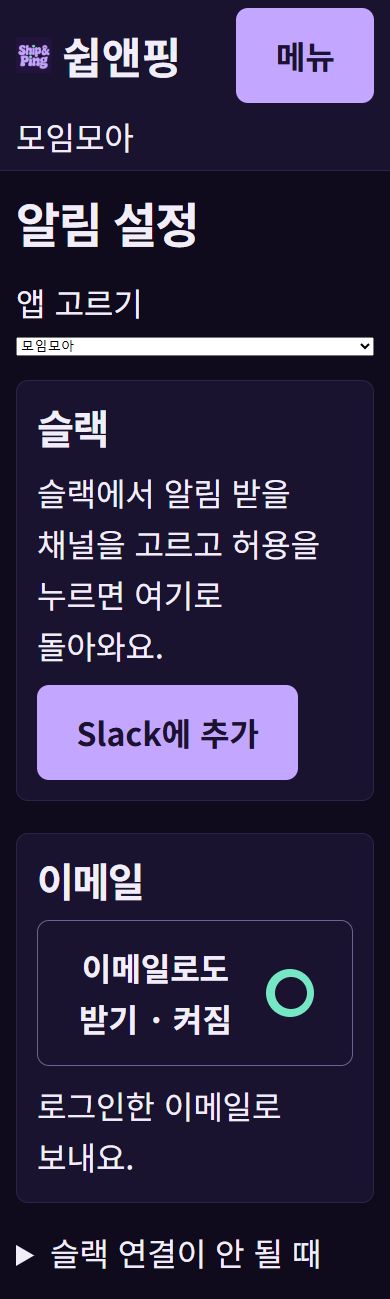 Ship&
Ping
쉽앤핑
메뉴
모임모아
알림 설정
앱 고르기
모임모아
슬랙
슬랙에서 알림 받을
채널을 고르고 허용을
누르면 여기로
돌아와요.
Slack에 추가
이메일
이메일로도
받기 · 켜짐
로그인한 이메일로
보내요.
슬랙 연결이 안 될 때